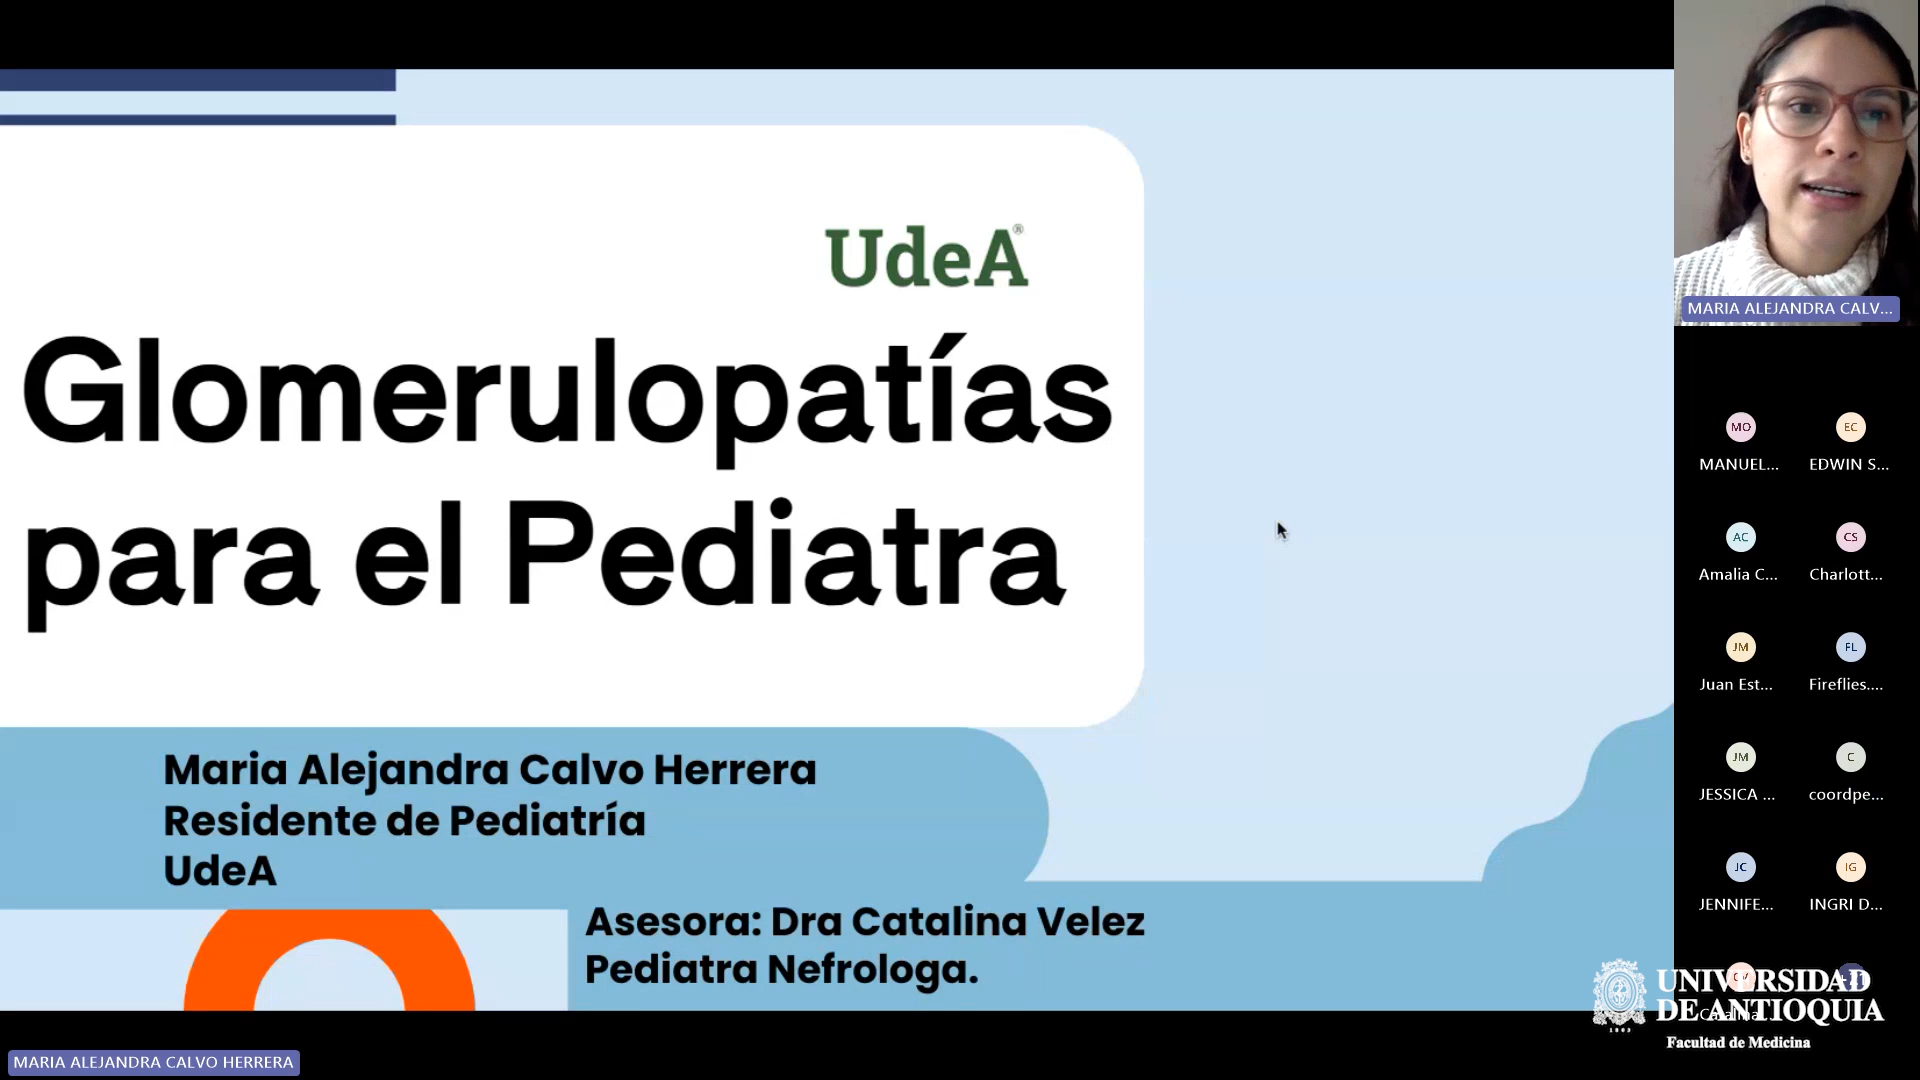 UdeA®
Glomerulopatías
para el Pediatra
Maria Alejandra Calvo Herrera
Residente de Pediatría
UdeA
Asesora: Dra Catalina Velez
Pediatra Nefrologa.
MARIA ALEJANDRA CALVO HERRERA
MARIA ALEJANDRA CALV...
MO
EC
MANUEL...
EDWIN S...
AC
CS
Amalia C...
Charlott...
JM
FL
Juan Est...
Fireflies....
JM
C
JESSICA ...
coordpe...
JC
IG
JENNIFE...
INGRI D...
UNIVERSIDAD
DE ANTIOQUIA
1803
Facultad de Medicina